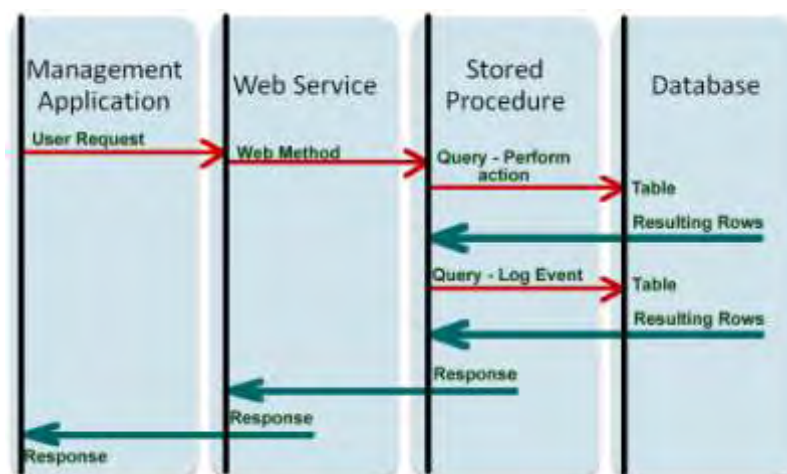 Management
Application
Web Service
Stored
Procedure
Database
User Request
Web Method
Query - Perform
action
Table
Resulting Rows
Query - Log Event
Table
Resulting Rows
Response
Response
Response